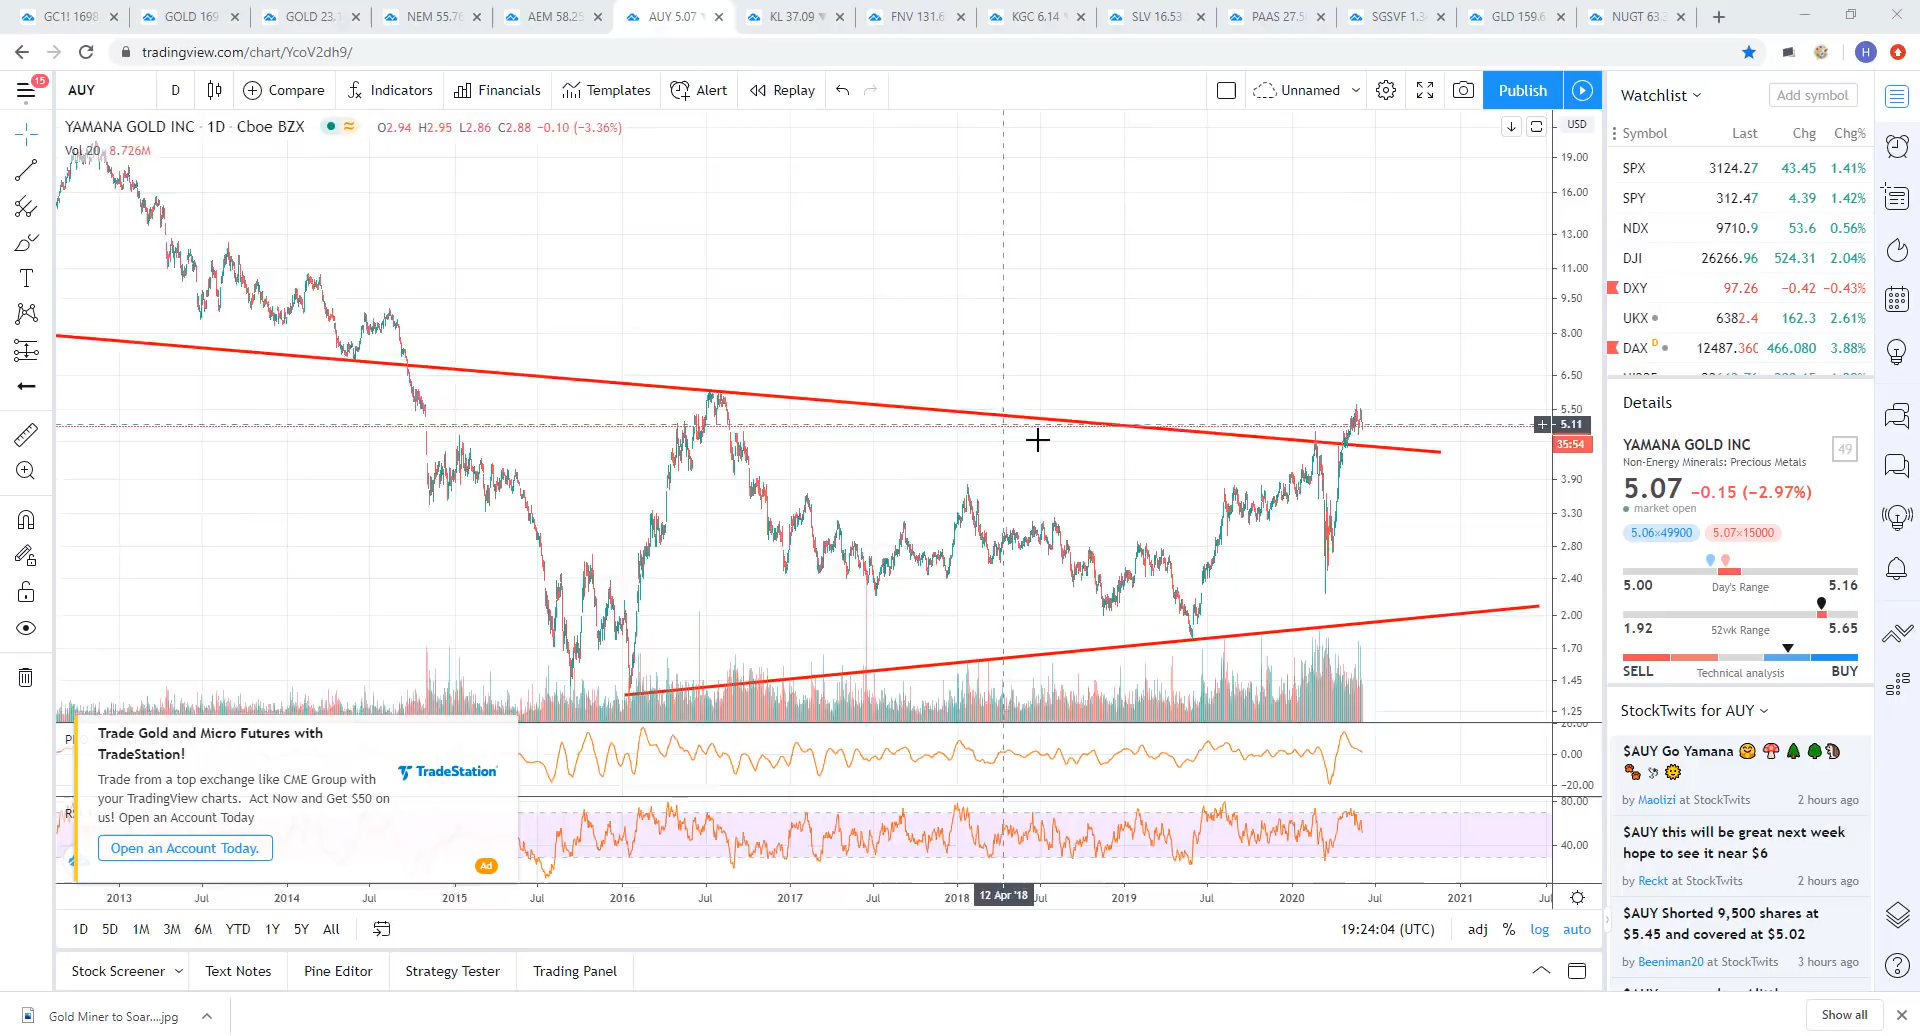 GC1! 1698
GOLD 169
GOLD 23.1
NEM 55.76
AEM 58.25
AUY 5.07
KL 37.09
FNV 131.6
KGC 6.14
SLV 16.53
PAAS 27.5
SGSVF 1.3
GLD 159.6
NUGT 63.
tradingview.com/chart/YcoV2dh9/
H
15
AUY
D
Compare
Indicators
Financials
Templates
Alert
Replay
Unnamed
Publish
YAMANA GOLD INC · 1D · Cboe BZX
O2.94 H2.95 L2.86 C2.88 −0.10 (−3.36%)
Vol 20 8.726M
USD
19.00
16.00
13.00
11.00
9.50
8.00
6.50
5.50
5.11
35:54
3.90
3.30
2.80
2.40
2.00
1.70
1.45
1.25
0.00
−20.00
80.00
40.00
Trade Gold and Micro Futures with
TradeStation!
Trade from a top exchange like CME Group with
your TradingView charts. Act Now and Get $50 on
us! Open an Account Today
TradeStation
Open an Account Today.
Ad
2013
Jul
2014
Jul
2015
Jul
2016
Jul
2017
Jul
2018
12 Apr '18
Jul
2019
Jul
2020
Jul
2021
1D
5D
1M
3M
6M
YTD
1Y
5Y
All
19:24:04 (UTC)
adj
%
log
auto
Stock Screener
Text Notes
Pine Editor
Strategy Tester
Trading Panel
Watchlist
Add symbol
Symbol Last Chg Chg%
SPX 3124.27 43.45 1.41%
SPY 312.47 4.39 1.42%
NDX 9710.9 53.6 0.56%
DJI 26266.96 524.31 2.04%
DXY 97.26 −0.42 −0.43%
UKX 6382.4 162.3 2.61%
DAX D 12487.36 466.080 3.88%
Details
YAMANA GOLD INC
49
Non-Energy Minerals: Precious Metals
5.07 −0.15 (−2.97%)
market open
5.06×49900 5.07×15000
5.00 Day's Range 5.16
1.92 52wk Range 5.65
SELL Technical analysis BUY
StockTwits for AUY
$AUY Go Yamana 🤗 🍄 🌲 🌳 🦔
by Maolizi at StockTwits 2 hours ago
$AUY this will be great next week
hope to see it near $6
by Reckt at StockTwits 2 hours ago
$AUY Shorted 9,500 shares at
$5.45 and covered at $5.02
by Beeniman20 at StockTwits 3 hours ago
Gold Miner to Soar....jpg
Show all